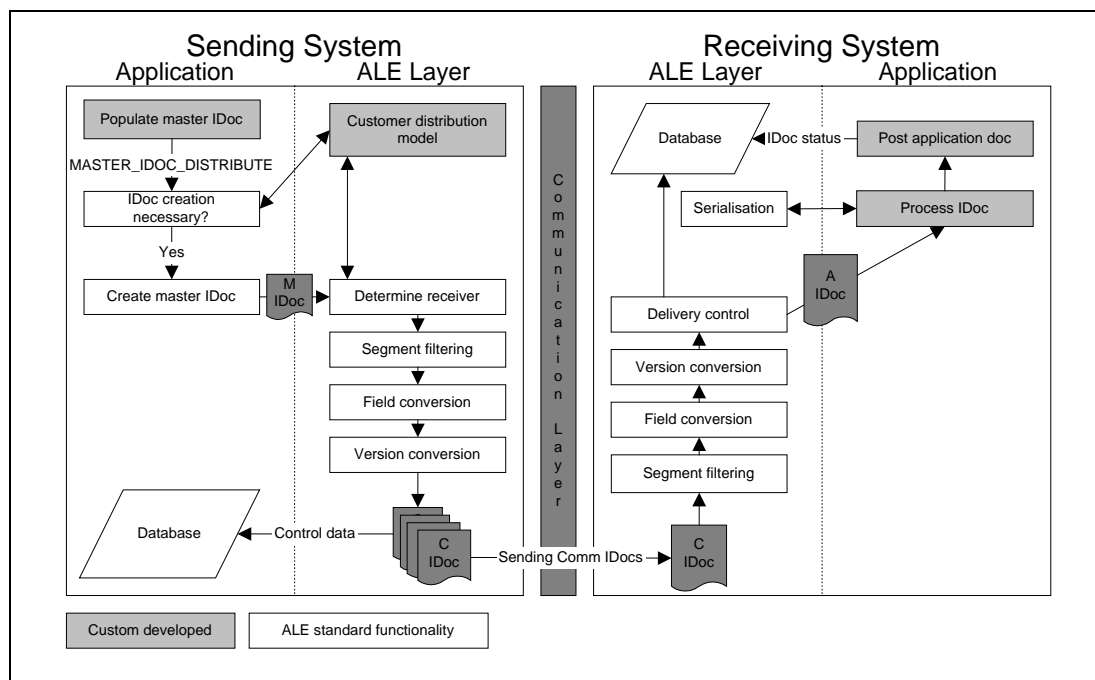 Sending System
Receiving System
Application
ALE Layer
ALE Layer
Application
Populate master IDoc
MASTER_IDOC_DISTRIBUTE
IDoc creation
necessary?
Yes
Create master IDoc
M
IDoc
Customer distribution
model
Determine receiver
Segment filtering
Field conversion
Version conversion
Database
Control data
C
IDoc
Sending Comm IDocs
Communication Layer
Database
IDoc status
Post application doc
Serialisation
Process IDoc
A
IDoc
Delivery control
Version conversion
Field conversion
Segment filtering
C
IDoc
Custom developed
ALE standard functionality